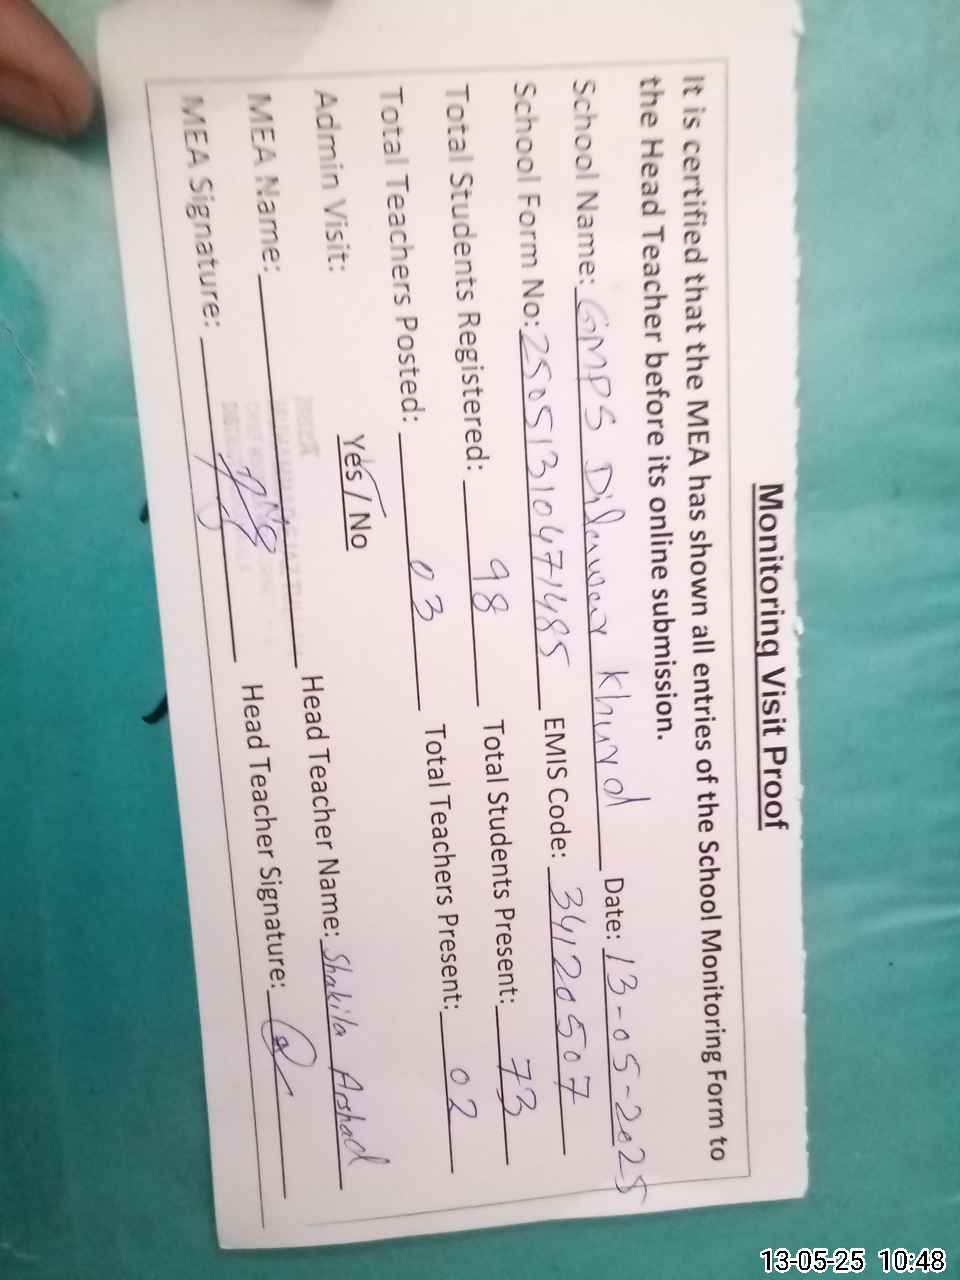 Monitoring Visit Proof
It is certified that the MEA has shown all entries of the School Monitoring Form to
the Head Teacher before its online submission.
School Name: GMPS Dilawar Khurd Date: 13-05-2025
School Form No: 25051310471485 EMIS Code: 34120507
Total Students Registered: 98 Total Students Present: 73
Total Teachers Posted: 03 Total Teachers Present: 02
Admin Visit: Yes / No
MEA Name: Head Teacher Name: Shakila Arshad
MEA Signature: Head Teacher Signature:
13-05-25 10:48